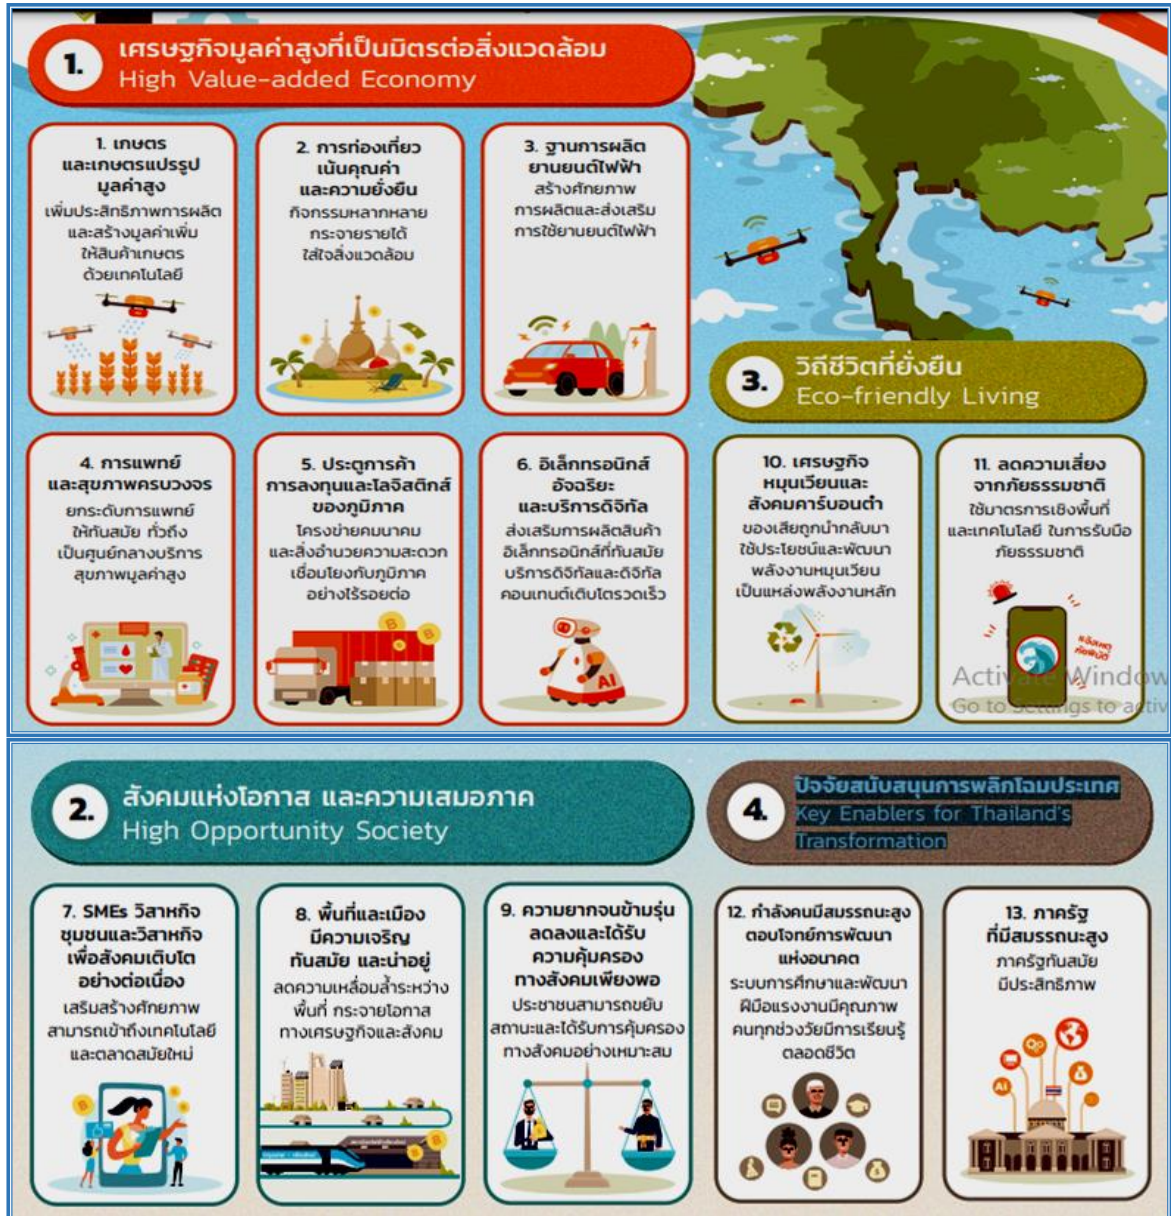 1.
เศรษฐกิจมูลค่าสูงที่เป็นมิตรต่อสิ่งแวดล้อม
High Value-added Economy
1. เกษตร
และเกษตรแปรรูป
มูลค่าสูง
เพิ่มประสิทธิภาพการผลิต
และสร้างมูลค่าเพิ่ม
ให้สินค้าเกษตร
ด้วยเทคโนโลยี
2. การท่องเที่ยว
เน้นคุณค่า
และความยั่งยืน
กิจกรรมหลากหลาย
กระจายรายได้
ใส่ใจสิ่งแวดล้อม
3. ฐานการผลิต
ยานยนต์ไฟฟ้า
สร้างศักยภาพ
การผลิตและส่งเสริม
การใช้ยานยนต์ไฟฟ้า
4. การแพทย์
และสุขภาพครบวงจร
ยกระดับการแพทย์
ให้ทันสมัย ทั่วถึง
เป็นศูนย์กลางบริการ
สุขภาพมูลค่าสูง
5. ประตูการค้า
การลงทุนและโลจิสติกส์
ของภูมิภาค
โครงข่ายคมนาคม
และสิ่งอำนวยความสะดวก
เชื่อมโยงกับภูมิภาค
อย่างไร้รอยต่อ
B
B
6. อิเล็กทรอนิกส์
อัจฉริยะ
และบริการดิจิทัล
ส่งเสริมการผลิตสินค้า
อิเล็กทรอนิกส์ที่ทันสมัย
บริการดิจิทัลและดิจิทัล
คอนเทนต์เติบโตรวดเร็ว
AI
3.
วิถีชีวิตที่ยั่งยืน
Eco-friendly Living
10. เศรษฐกิจ
หมุนเวียนและ
สังคมคาร์บอนต่ำ
ของเสียถูกนำกลับมา
ใช้ประโยชน์และพัฒนา
พลังงานหมุนเวียน
เป็นแหล่งพลังงานหลัก
11. ลดความเสี่ยง
จากภัยธรรมชาติ
ใช้มาตรการเชิงพื้นที่
และเทคโนโลยี ในการรับมือ
ภัยธรรมชาติ
แจ้งเหตุ
ภัยพิบัติ
Activate Window
Go to Settings to activ
2.
สังคมแห่งโอกาส และความเสมอภาค
High Opportunity Society
7. SMEs วิสาหกิจ
ชุมชนและวิสาหกิจ
เพื่อสังคมเติบโต
อย่างต่อเนื่อง
เสริมสร้างศักยภาพ
สามารถเข้าถึงเทคโนโลยี
และตลาดสมัยใหม่
B
8. พื้นที่และเมือง
มีความเจริญ
ทันสมัย และน่าอยู่
ลดความเหลื่อมล้ำระหว่าง
พื้นที่ กระจายโอกาส
ทางเศรษฐกิจและสังคม
9. ความยากจนข้ามรุ่น
ลดลงและได้รับ
ความคุ้มครอง
ทางสังคมเพียงพอ
ประชาชนสามารถขยับ
สถานะและได้รับการคุ้มครอง
ทางสังคมอย่างเหมาะสม
4.
ปัจจัยสนับสนุนการพลิกโฉมประเทศ
Key Enablers for Thailand's
Transformation
12. กำลังคนมีสมรรถนะสูง
ตอบโจทย์การพัฒนา
แห่งอนาคต
ระบบการศึกษาและพัฒนา
ฝีมือแรงงานมีคุณภาพ
คนทุกช่วงวัยมีการเรียนรู้
ตลอดชีวิต
13. ภาครัฐ
ที่มีสมรรถนะสูง
ภาครัฐทันสมัย
มีประสิทธิภาพ
AI